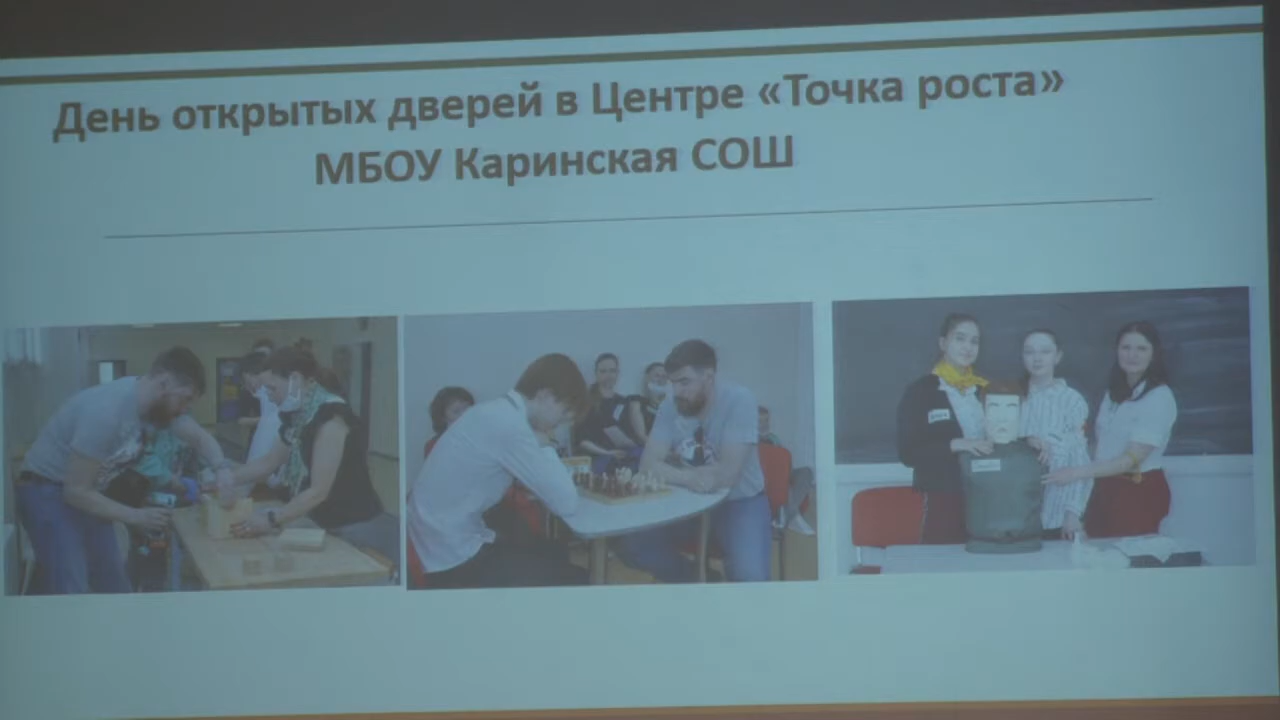 День открытых дверей в Центре «Точка роста»
МБОУ Каринская СОШ